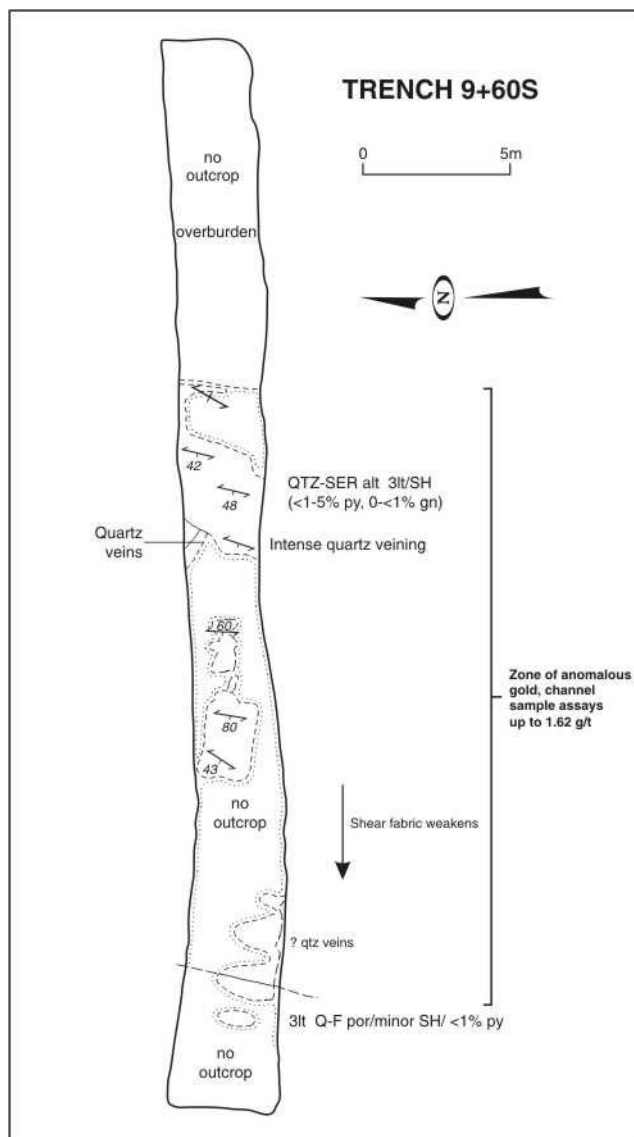 TRENCH 9+60S
0 5m
no
outcrop
overburden
N
7
42
48
QTZ-SER alt 3lt/SH
(<1-5% py, 0-<1% gn)
Quartz
veins
Intense quartz veining
60
Zone of anomalous
gold, channel
sample assays
up to 1.62 g/t
80
43
no
outcrop
Shear fabric weakens
? qtz veins
3lt Q-F por/minor SH/ <1% py
no
outcrop